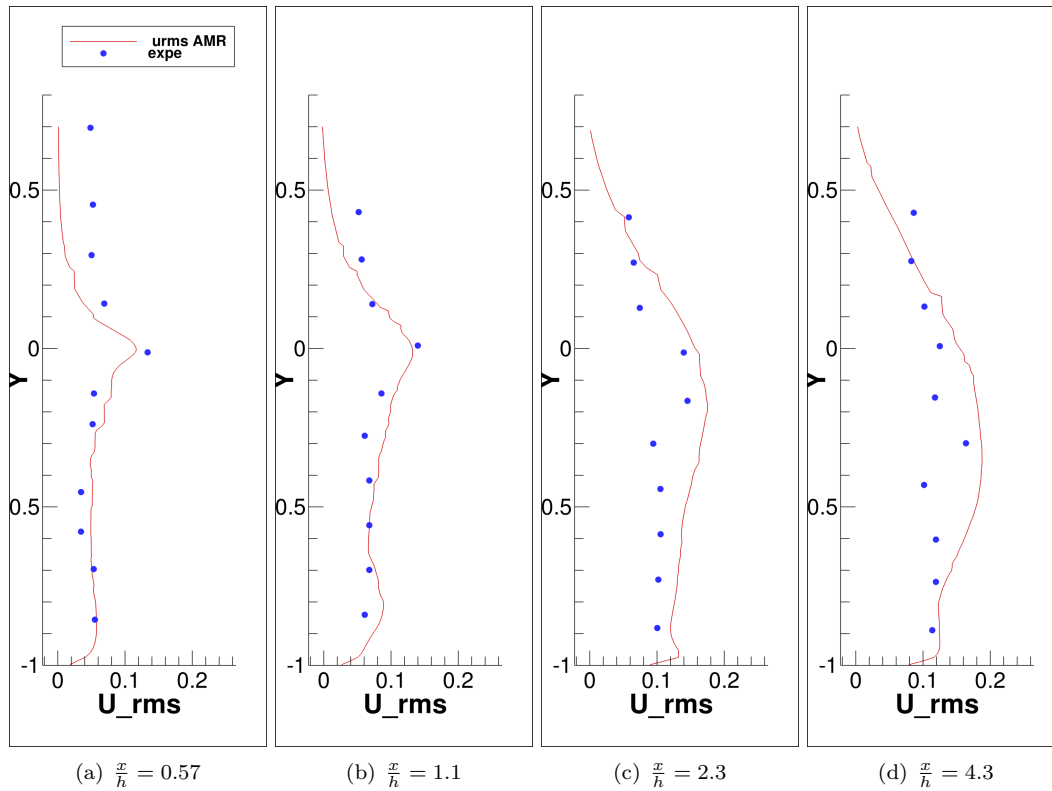 urms AMR
expe
0.5
0
0.5
-1
Y
0 0.1 0.2
U_rms
0.5
0
0.5
-1
Y
0 0.1 0.2
U_rms
0.5
0
0.5
-1
Y
0 0.1 0.2
U_rms
0.5
0
0.5
-1
Y
0 0.1 0.2
U_rms
(a) x/h = 0.57
(b) x/h = 1.1
(c) x/h = 2.3
(d) x/h = 4.3